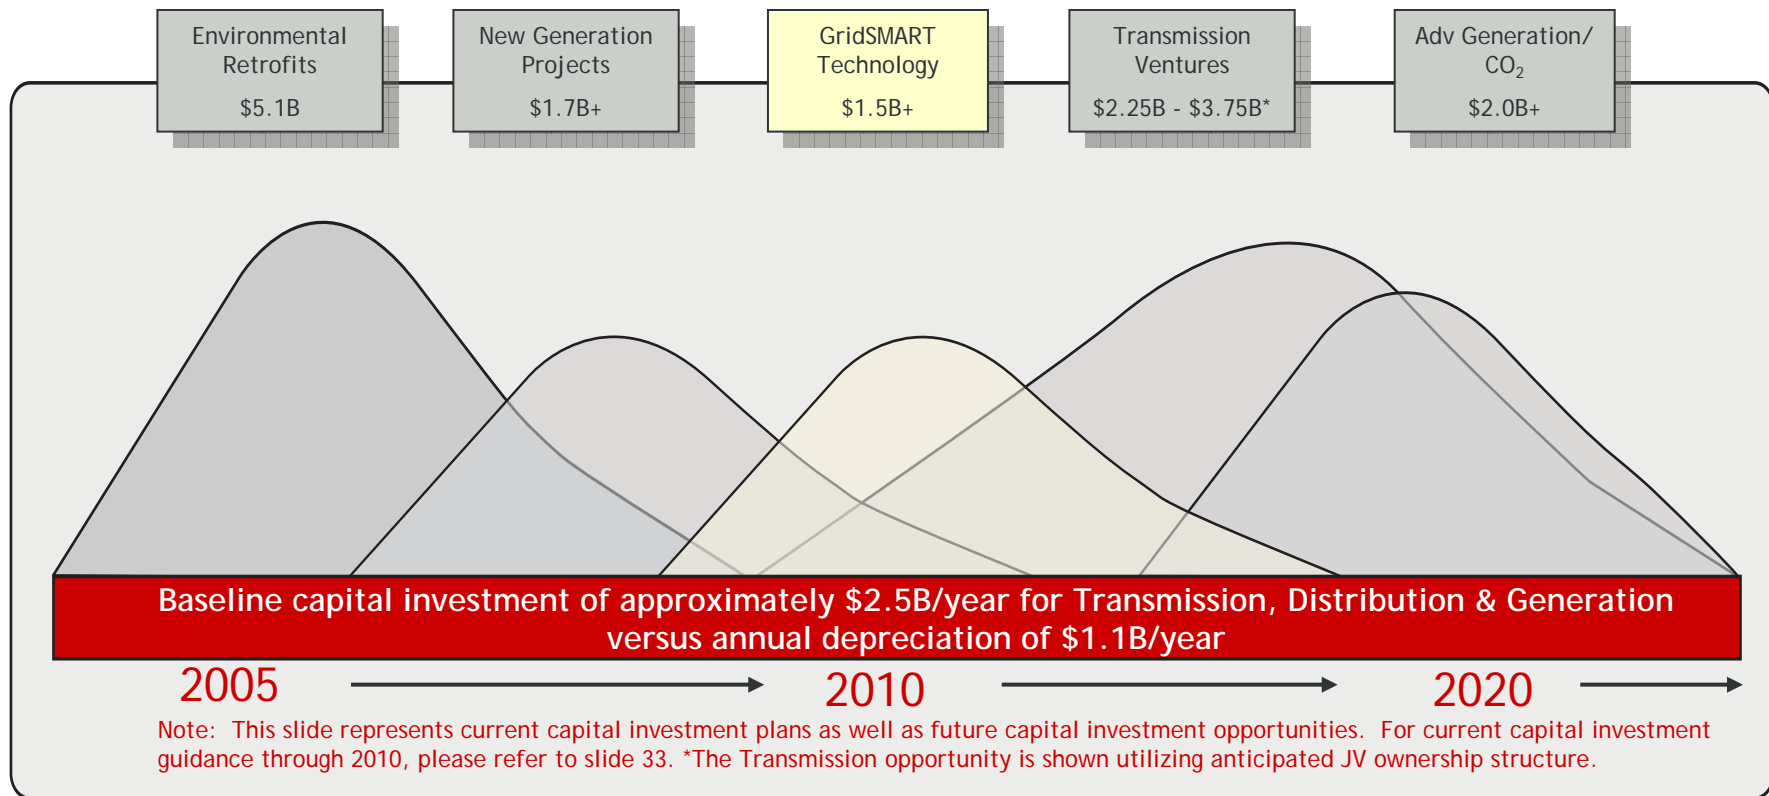 Environmental
Retrofits
$5.1B
New Generation
Projects
$1.7B+
GridSMART
Technology
$1.5B+
Transmission
Ventures
$2.25B - $3.75B*
Adv Generation/
CO₂
$2.0B+
Baseline capital investment of approximately $2.5B/year for Transmission, Distribution & Generation
versus annual depreciation of $1.1B/year
2005
2010
2020
Note: This slide represents current capital investment plans as well as future capital investment opportunities. For current capital investment
guidance through 2010, please refer to slide 33. *The Transmission opportunity is shown utilizing anticipated JV ownership structure.